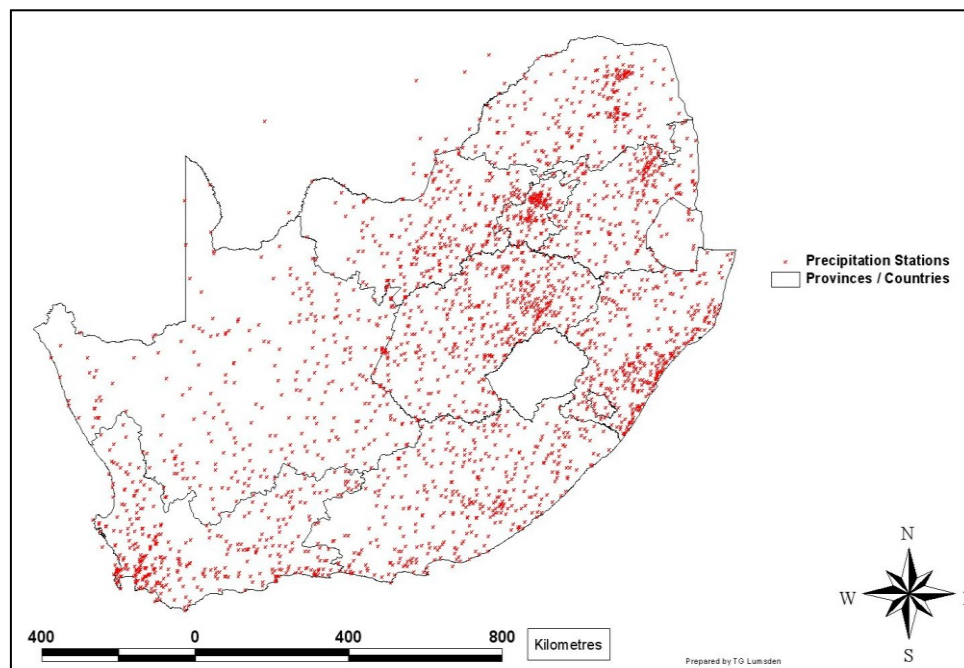 Precipitation Stations
Provinces / Countries
N
W
S
400 0 400 800 Kilometres
Prepared by TG Lumsden